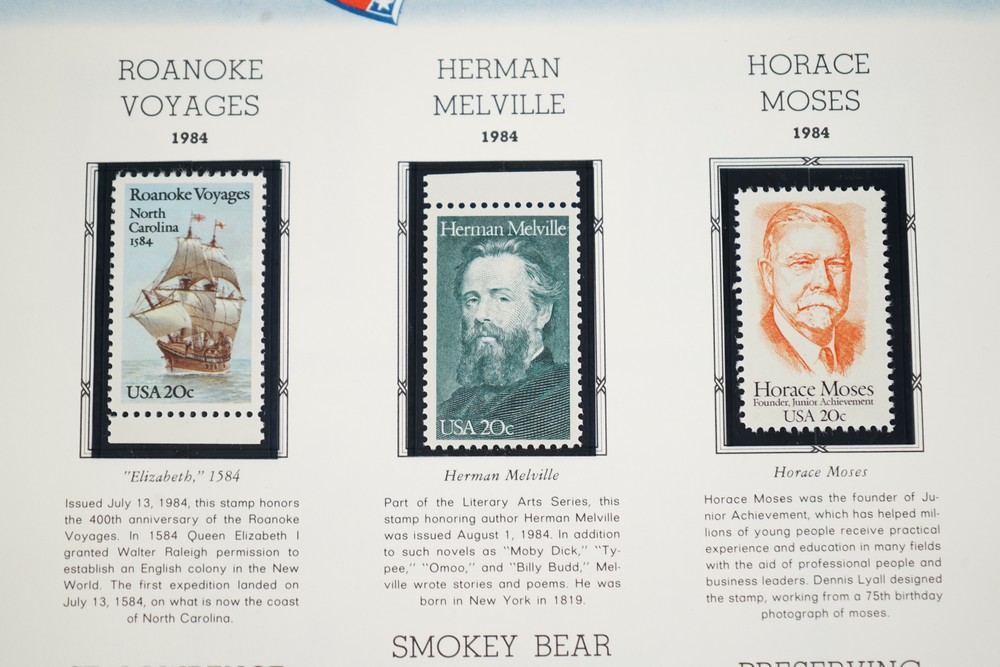 ROANOKE
VOYAGES
1984
Roanoke Voyages
North
Carolina
1584
USA 20c
"Elizabeth," 1584
Issued July 13, 1984, this stamp honors
the 400th anniversary of the Roanoke
Voyages. In 1584 Queen Elizabeth I
granted Walter Raleigh permission to
establish an English colony in the New
World. The first expedition landed on
July 13, 1584, on what is now the coast
of North Carolina.
HERMAN
MELVILLE
1984
Herman Melville
USA 20c
Herman Melville
Part of the Literary Arts Series, this
stamp honoring author Herman Melville
was issued August 1, 1984. In addition
to such novels as "Moby Dick," "Ty-
pee," "Omoo," and "Billy Budd," Mel-
ville wrote stories and poems. He was
born in New York in 1819.
HORACE
MOSES
1984
Horace Moses
Founder, Junior Achievement
USA 20c
Horace Moses
Horace Moses was the founder of Ju-
nior Achievement, which has helped mil-
lions of young people receive practical
experience and education in many fields
with the aid of professional people and
business leaders. Dennis Lyall designed
the stamp, working from a 75th birthday
photograph of moses.
SMOKEY BEAR
PRESERVING